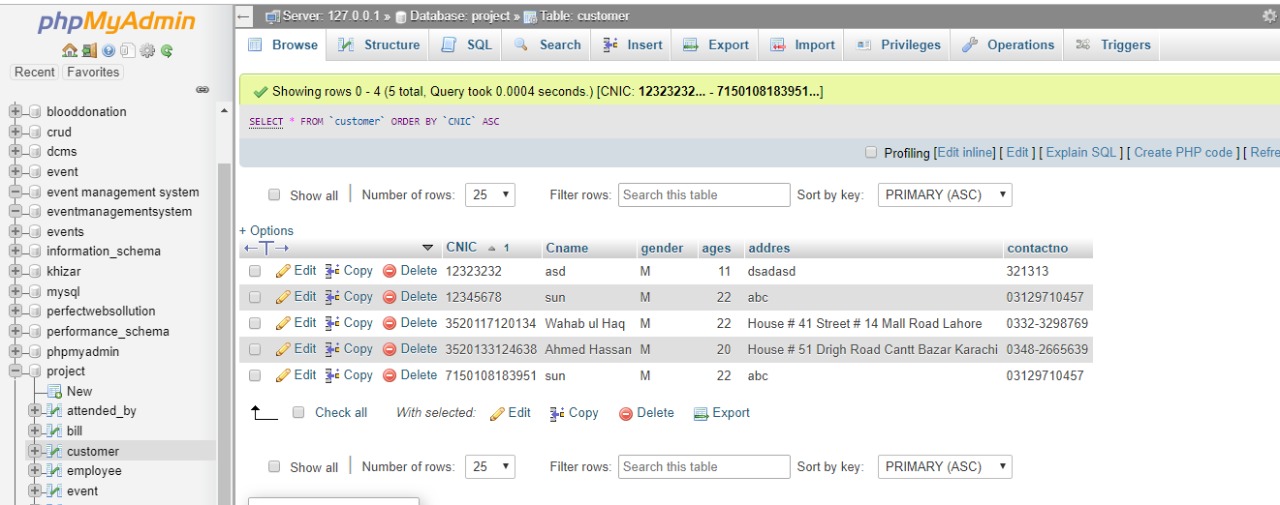 phpMyAdmin
Recent Favorites
blooddonation
crud
dcms
event
event management system
eventmanagementsystem
events
information_schema
khizar
mysql
perfectwebsollution
performance_schema
phpmyadmin
project
New
attended_by
bill
customer
employee
event
Server: 127.0.0.1 » Database: project » Table: customer
Browse Structure SQL Search Insert Export Import Privileges Operations Triggers
Showing rows 0 - 4 (5 total, Query took 0.0004 seconds.) [CNIC: 12323232... - 7150108183951...]
SELECT * FROM `customer` ORDER BY `CNIC` ASC
Profiling [Edit inline] [ Edit ] [ Explain SQL ] [ Create PHP code ] [ Refre
Show all | Number of rows: 25 Filter rows: Search this table Sort by key: PRIMARY (ASC)
+ Options
←T→ CNIC 1 Cname gender ages addres contactno
Edit Copy Delete 12323232 asd M 11 dsadasd 321313
Edit Copy Delete 12345678 sun M 22 abc 03129710457
Edit Copy Delete 3520117120134 Wahab ul Haq M 22 House # 41 Street # 14 Mall Road Lahore 0332-3298769
Edit Copy Delete 3520133124638 Ahmed Hassan M 20 House # 51 Drigh Road Cantt Bazar Karachi 0348-2665639
Edit Copy Delete 7150108183951 sun M 22 abc 03129710457
Check all With selected: Edit Copy Delete Export
Show all | Number of rows: 25 Filter rows: Search this table Sort by key: PRIMARY (ASC)